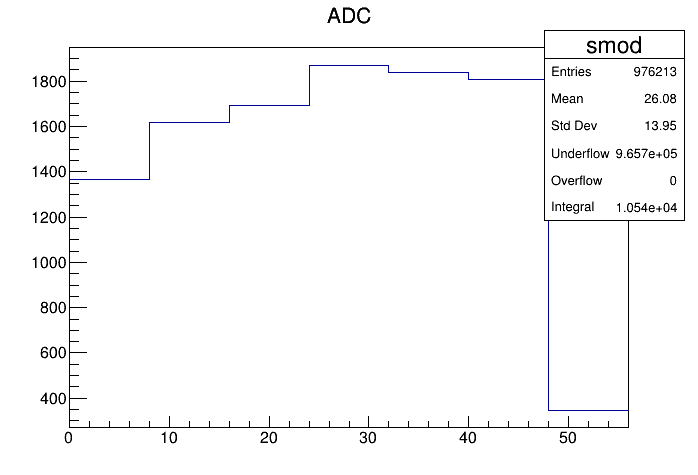 ADC
smod
Entries 976213
Mean 26.08
Std Dev 13.95
Underflow 9.657e+05
Overflow 0
Integral 1.054e+04
1800
1600
1400
1200
1000
800
600
400
0 10 20 30 40 50